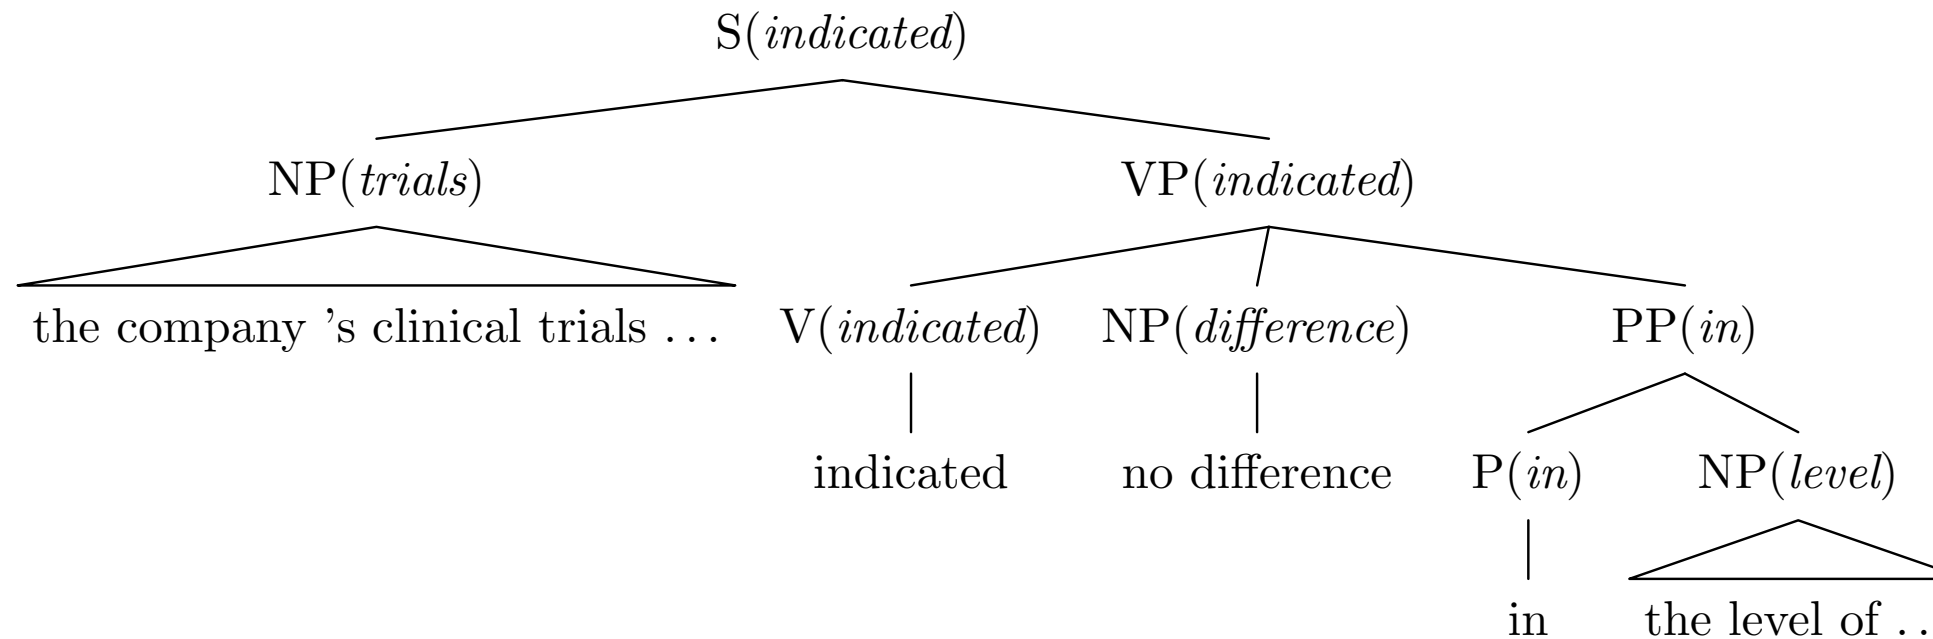 S(indicated)
NP(trials) VP(indicated)
the company 's clinical trials ... V(indicated) NP(difference) PP(in)
indicated no difference P(in) NP(level)
in the level of ..